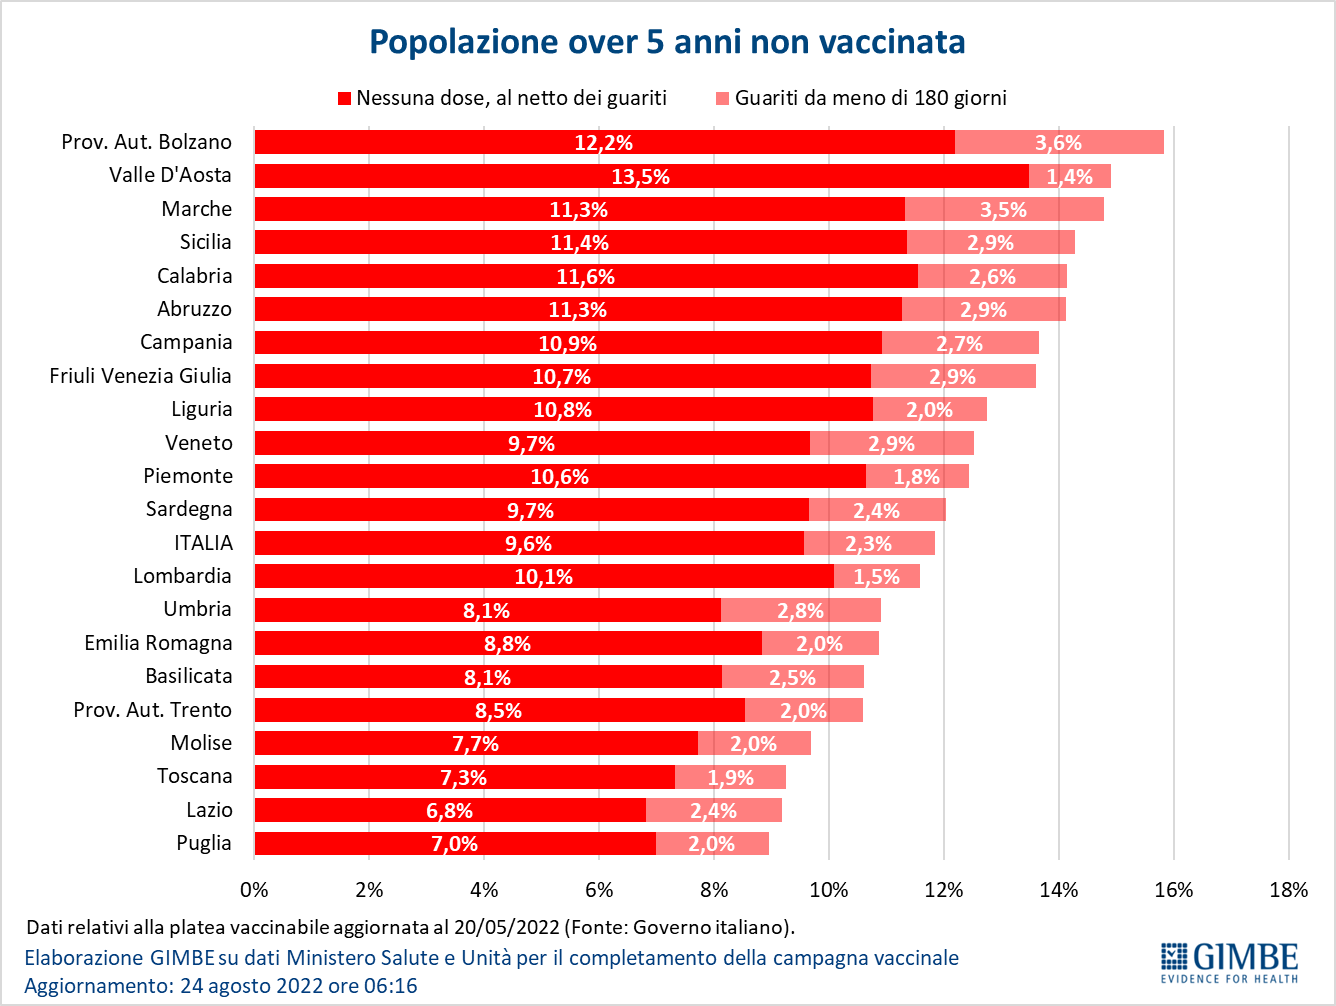 Popolazione over 5 anni non vaccinata
Nessuna dose, al netto dei guariti Guariti da meno di 180 giorni
Prov. Aut. Bolzano 12,2% 3,6%
Valle D'Aosta 13,5% 1,4%
Marche 11,3% 3,5%
Sicilia 11,4% 2,9%
Calabria 11,6% 2,6%
Abruzzo 11,3% 2,9%
Campania 10,9% 2,7%
Friuli Venezia Giulia 10,7% 2,9%
Liguria 10,8% 2,0%
Veneto 9,7% 2,9%
Piemonte 10,6% 1,8%
Sardegna 9,7% 2,4%
ITALIA 9,6% 2,3%
Lombardia 10,1% 1,5%
Umbria 8,1% 2,8%
Emilia Romagna 8,8% 2,0%
Basilicata 8,1% 2,5%
Prov. Aut. Trento 8,5% 2,0%
Molise 7,7% 2,0%
Toscana 7,3% 1,9%
Lazio 6,8% 2,4%
Puglia 7,0% 2,0%
0% 2% 4% 6% 8% 10% 12% 14% 16% 18%
Dati relativi alla platea vaccinabile aggiornata al 20/05/2022 (Fonte: Governo italiano).
Elaborazione GIMBE su dati Ministero Salute e Unità per il completamento della campagna vaccinale
Aggiornamento: 24 agosto 2022 ore 06:16
GIMBE
EVIDENCE FOR HEALTH